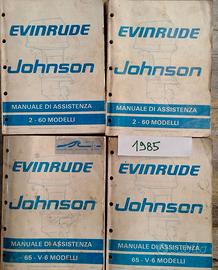 EVINRUDE
Johnson
MANUALE DI ASSISTENZA
2 - 60 MODELLI
EVINRUDE
Johnson
MANUALE DI ASSISTENZA
2 - 60 MODELLI
1985
EVINRUDE
Johnson
MANUALE DI ASSISTENZA
65 - V-6 MODELLI
EVINRUDE
Johnson
MANUALE DI ASSISTENZA
65 - V-6 MODELLI